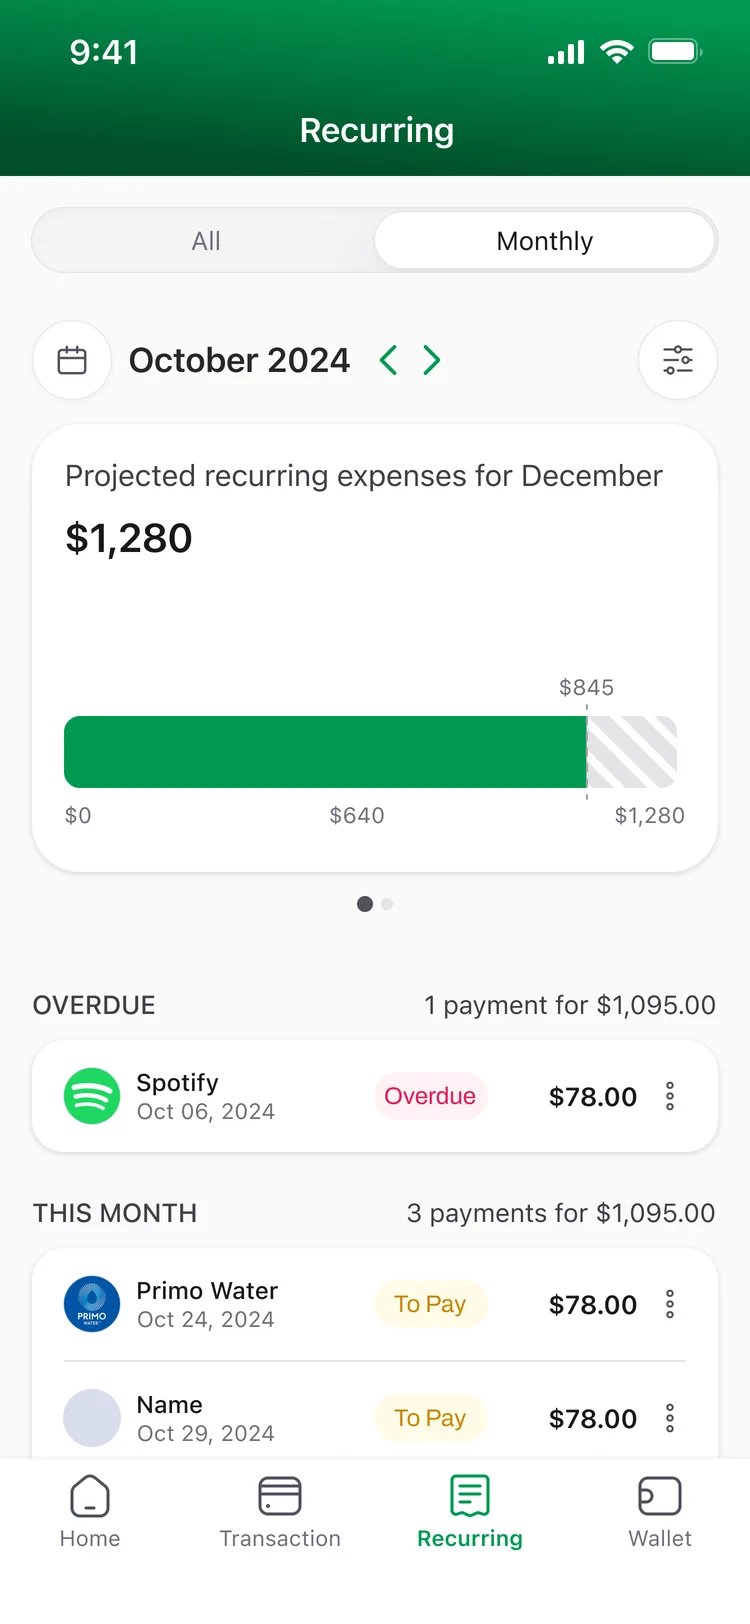 9:41
Recurring
All
Monthly
October 2024
Projected recurring expenses for December
$1,280
$845
$0
$640
$1,280
OVERDUE
1 payment for $1,095.00
Spotify
Oct 06, 2024
Overdue
$78.00
THIS MONTH
3 payments for $1,095.00
PRIMO
WATER
Primo Water
Oct 24, 2024
To Pay
$78.00
Name
Oct 29, 2024
To Pay
$78.00
Home
Transaction
Recurring
Wallet